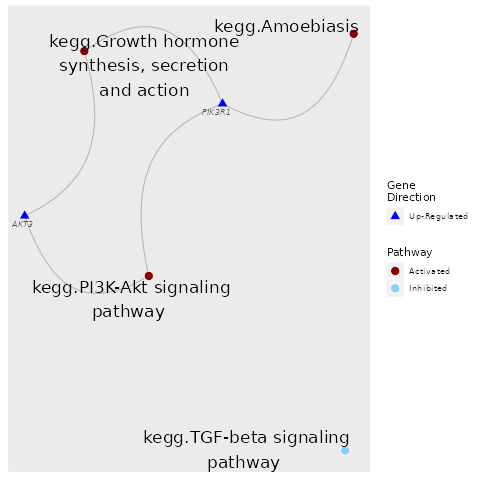 kegg.Amoebiasis
kegg.Growth hormone
synthesis, secretion
and action
PIK3R1
AKT3
kegg.PI3K-Akt signaling
pathway
kegg.TGF-beta signaling
pathway
Gene
Direction
Up-Regulated
Pathway
Activated
Inhibited